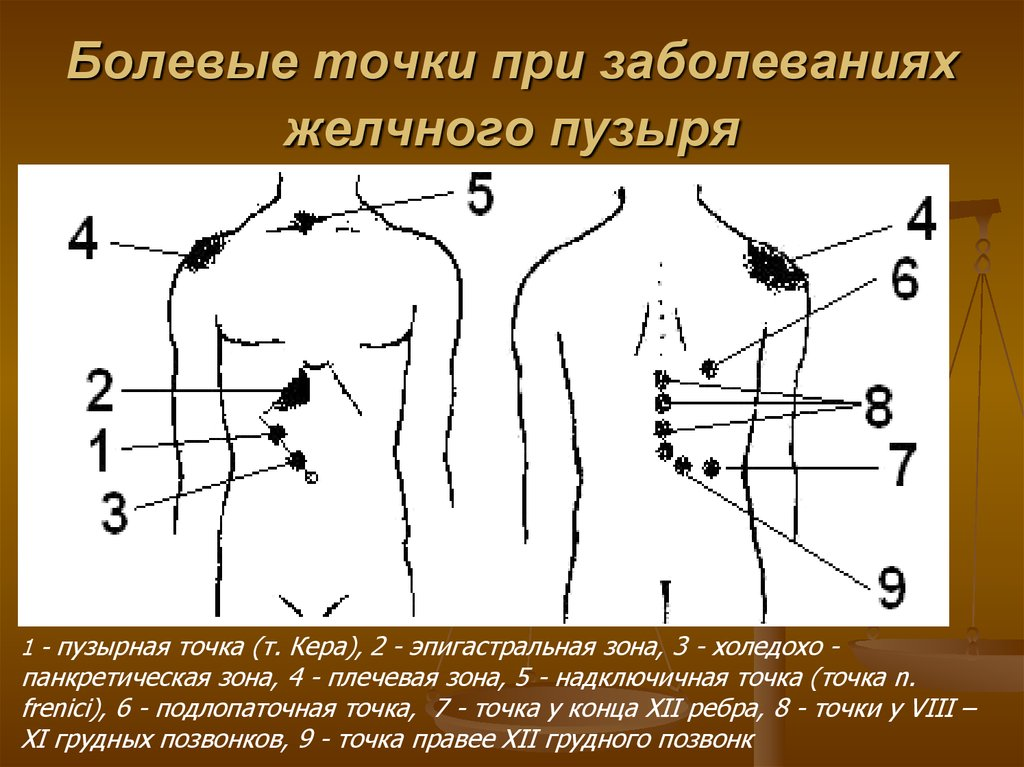 Болевые точки при заболеваниях
желчного пузыря
5
4
4
6
2
8
1
7
3
9
1 - пузырная точка (т. Кера), 2 - эпигастральная зона, 3 - холедохо -
панкретическая зона, 4 - плечевая зона, 5 - надключичная точка (точка n.
frenici), 6 - подлопаточная точка, 7 - точка у конца XII ребра, 8 - точки у VIII –
XI грудных позвонков, 9 - точка правее XII грудного позвонк